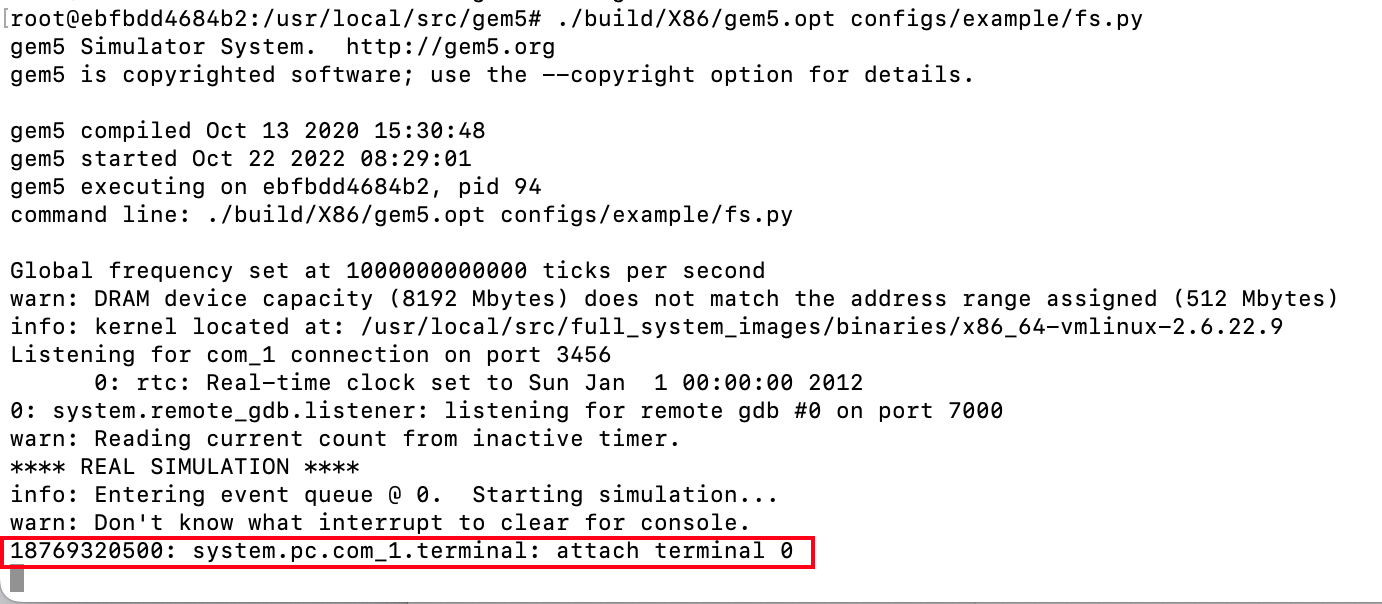 [root@ebfbdd4684b2:/usr/local/src/gem5# ./build/X86/gem5.opt configs/example/fs.py
gem5 Simulator System.  http://gem5.org
gem5 is copyrighted software; use the --copyright option for details.
gem5 compiled Oct 13 2020 15:30:48
gem5 started Oct 22 2022 08:29:01
gem5 executing on ebfbdd4684b2, pid 94
command line: ./build/X86/gem5.opt configs/example/fs.py
Global frequency set at 1000000000000 ticks per second
warn: DRAM device capacity (8192 Mbytes) does not match the address range assigned (512 Mbytes)
info: kernel located at: /usr/local/src/full_system_images/binaries/x86_64-vmlinux-2.6.22.9
Listening for com_1 connection on port 3456
      0: rtc: Real-time clock set to Sun Jan  1 00:00:00 2012
0: system.remote_gdb.listener: listening for remote gdb #0 on port 7000
warn: Reading current count from inactive timer.
**** REAL SIMULATION ****
info: Entering event queue @ 0.  Starting simulation...
warn: Don't know what interrupt to clear for console.
18769320500: system.pc.com_1.terminal: attach terminal 0